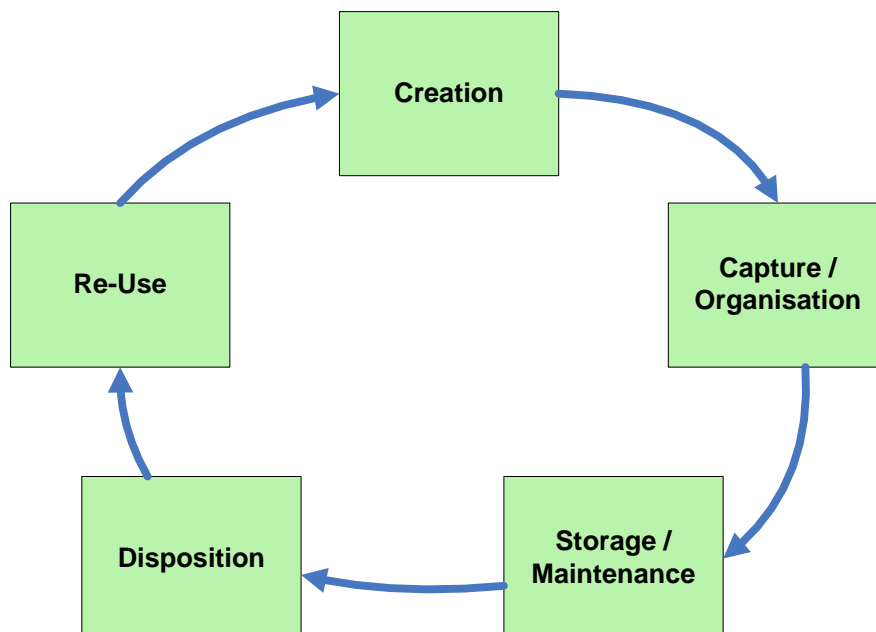 Creation
Capture /
Organisation
Storage /
Maintenance
Disposition
Re-Use